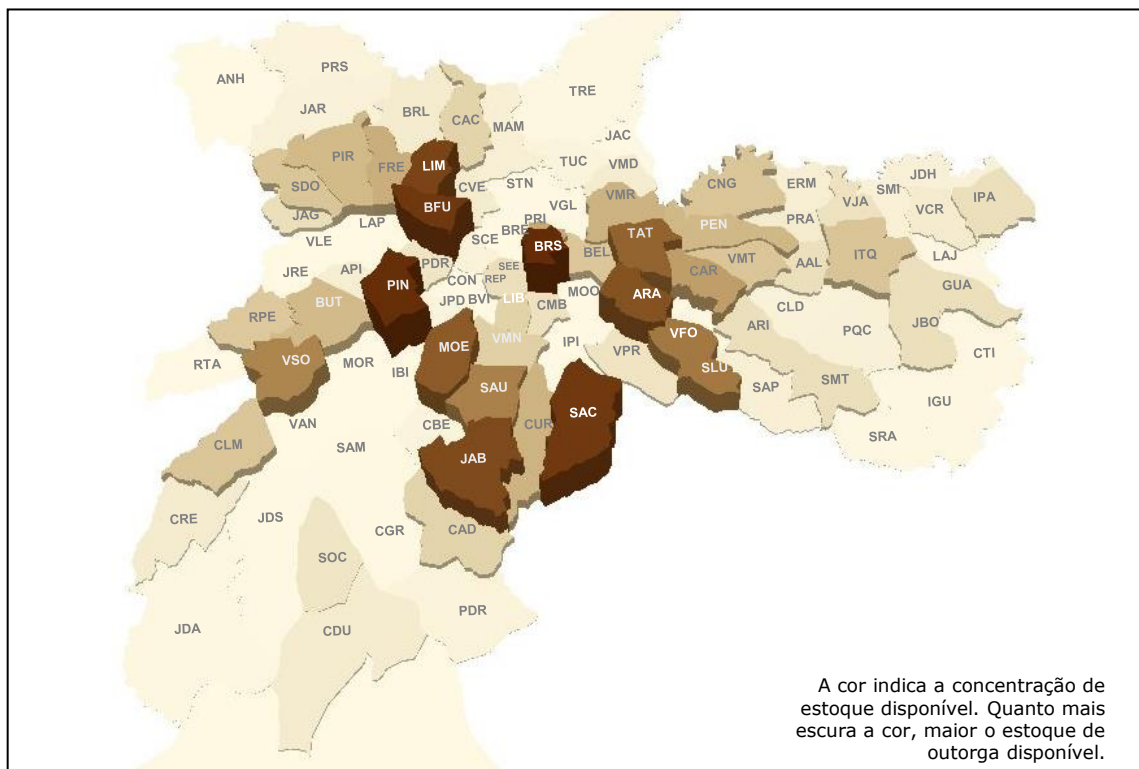 PRS
ANH
TRE
JAR
BRL
CAC
MAM
JAC
PIR
FRE
LIM
TUC
VMD
SDO
CVE
STN
CNG
ERM
SMI
JDH
VMR
VJA
VCR
IPA
BFU
VGL
JAG
LAP
PRI
PRA
PEN
VLE
SCE
BRE
BRS
TAT
BEL
ITQ
LAJ
JRE
API
PDR
SEE
CON
REP
CAR
VMT
AAL
PIN
BUT
JPD
BVI
LIB
CMB
MOO
ARA
GUA
RPE
CLD
ARI
PQC
JBO
VMN
IPI
VFO
MOE
VPR
CTI
RTA
VSO
MOR
IBI
SLU
SAU
SAP
SMT
IGU
SAC
VAN
CBE
CUR
SRA
CLM
SAM
JAB
CRE
JDS
CGR
CAD
SOC
PDR
JDA
CDU
A cor indica a concentração de
estoque disponível. Quanto mais
escura a cor, maior o estoque de
outorga disponível.